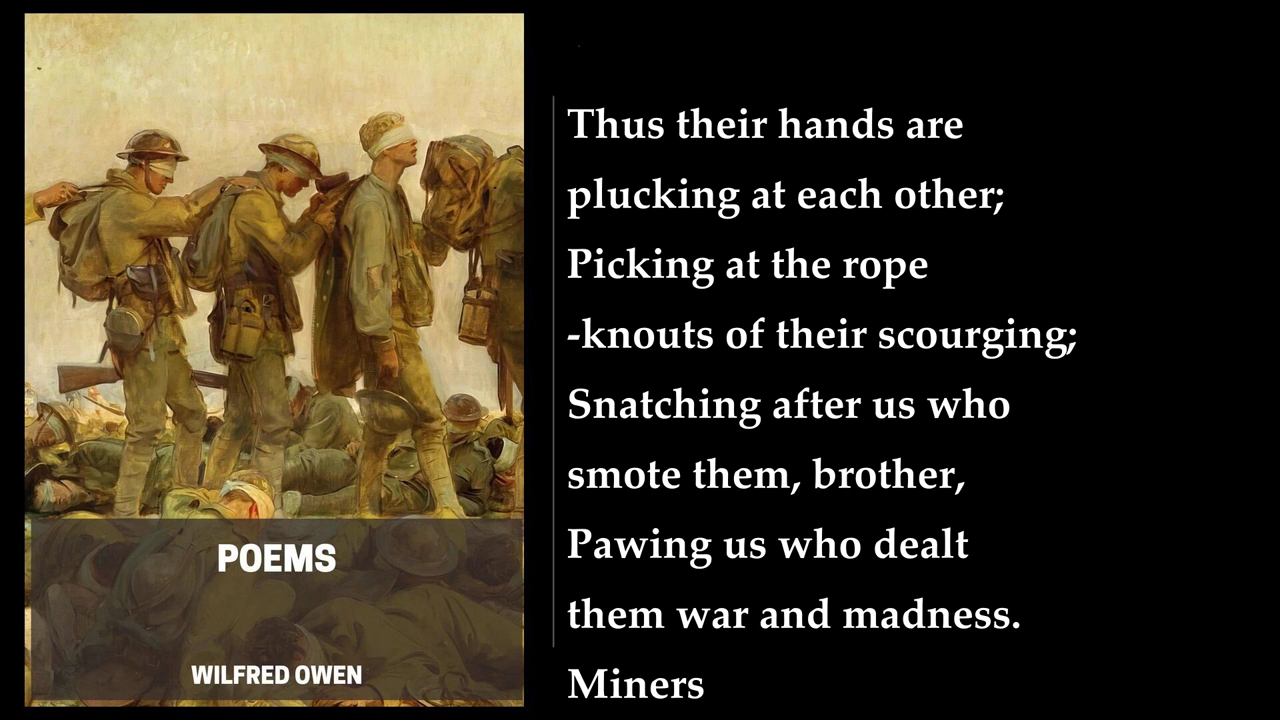 POEMS
WILFRED OWEN
Thus their hands are
plucking at each other;
Picking at the rope
-knouts of their scourging;
Snatching after us who
smote them, brother,
Pawing us who dealt
them war and madness.
Miners